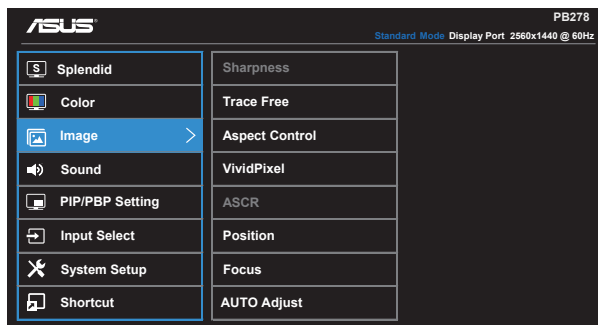 ASUS
PB278
Standard Mode Display Port 2560x1440 @ 60Hz
S Splendid
Color
Image
Sound
PIP/PBP Setting
Input Select
System Setup
Shortcut
Sharpness
Trace Free
Aspect Control
VividPixel
ASCR
Position
Focus
AUTO Adjust